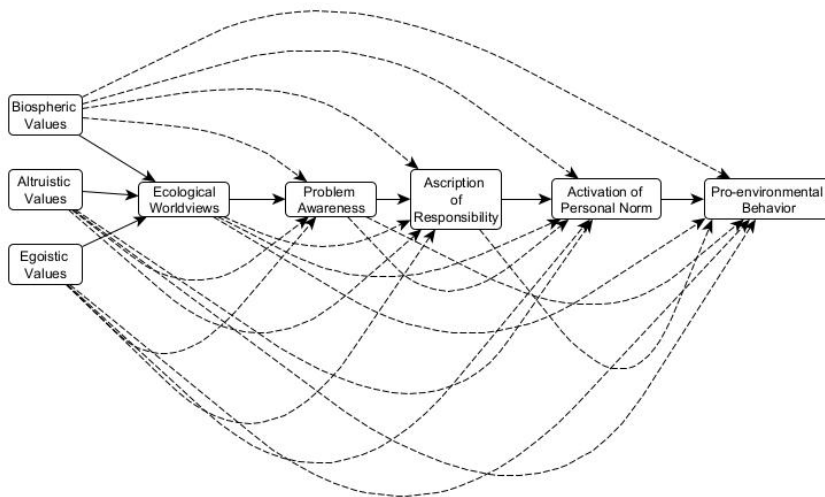 Biospheric
Values
Altruistic
Values
Egoistic
Values
Ecological
Worldviews
Problem
Awareness
Ascription
of
Responsibility
Activation of
Personal Norm
Pro-environmental
Behavior